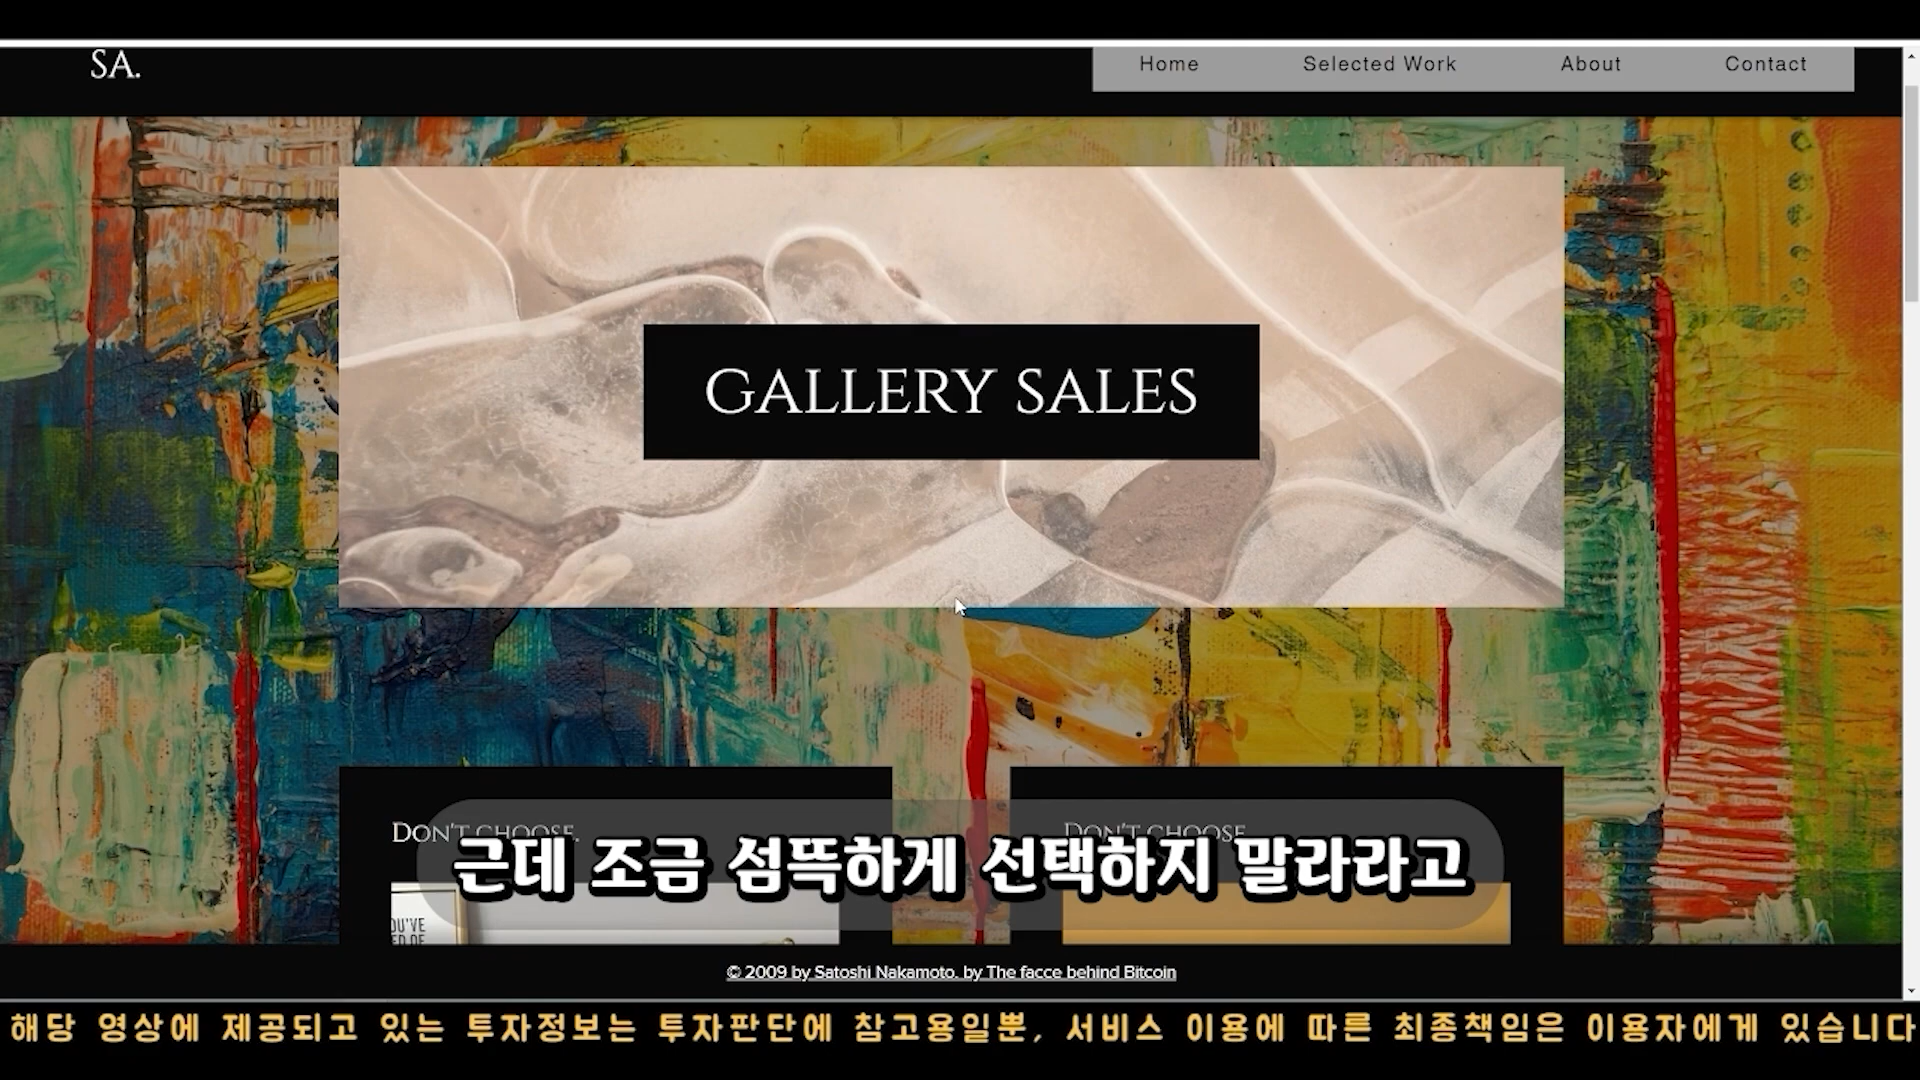 SA.
Home
Selected Work
About
Contact
GALLERY SALES
DON'T CHOOSE.
DON'T CHOOSE
근데 조금 섬뜩하게 선택하지 말라라고
OU'VE
ED OF
© 2009 by Satoshi Nakamoto. by The facce behind Bitcoin
해당 영상에 제공되고 있는 투자정보는 투자판단에 참고용일뿐, 서비스 이용에 따른 최종책임은 이용자에게 있습니다